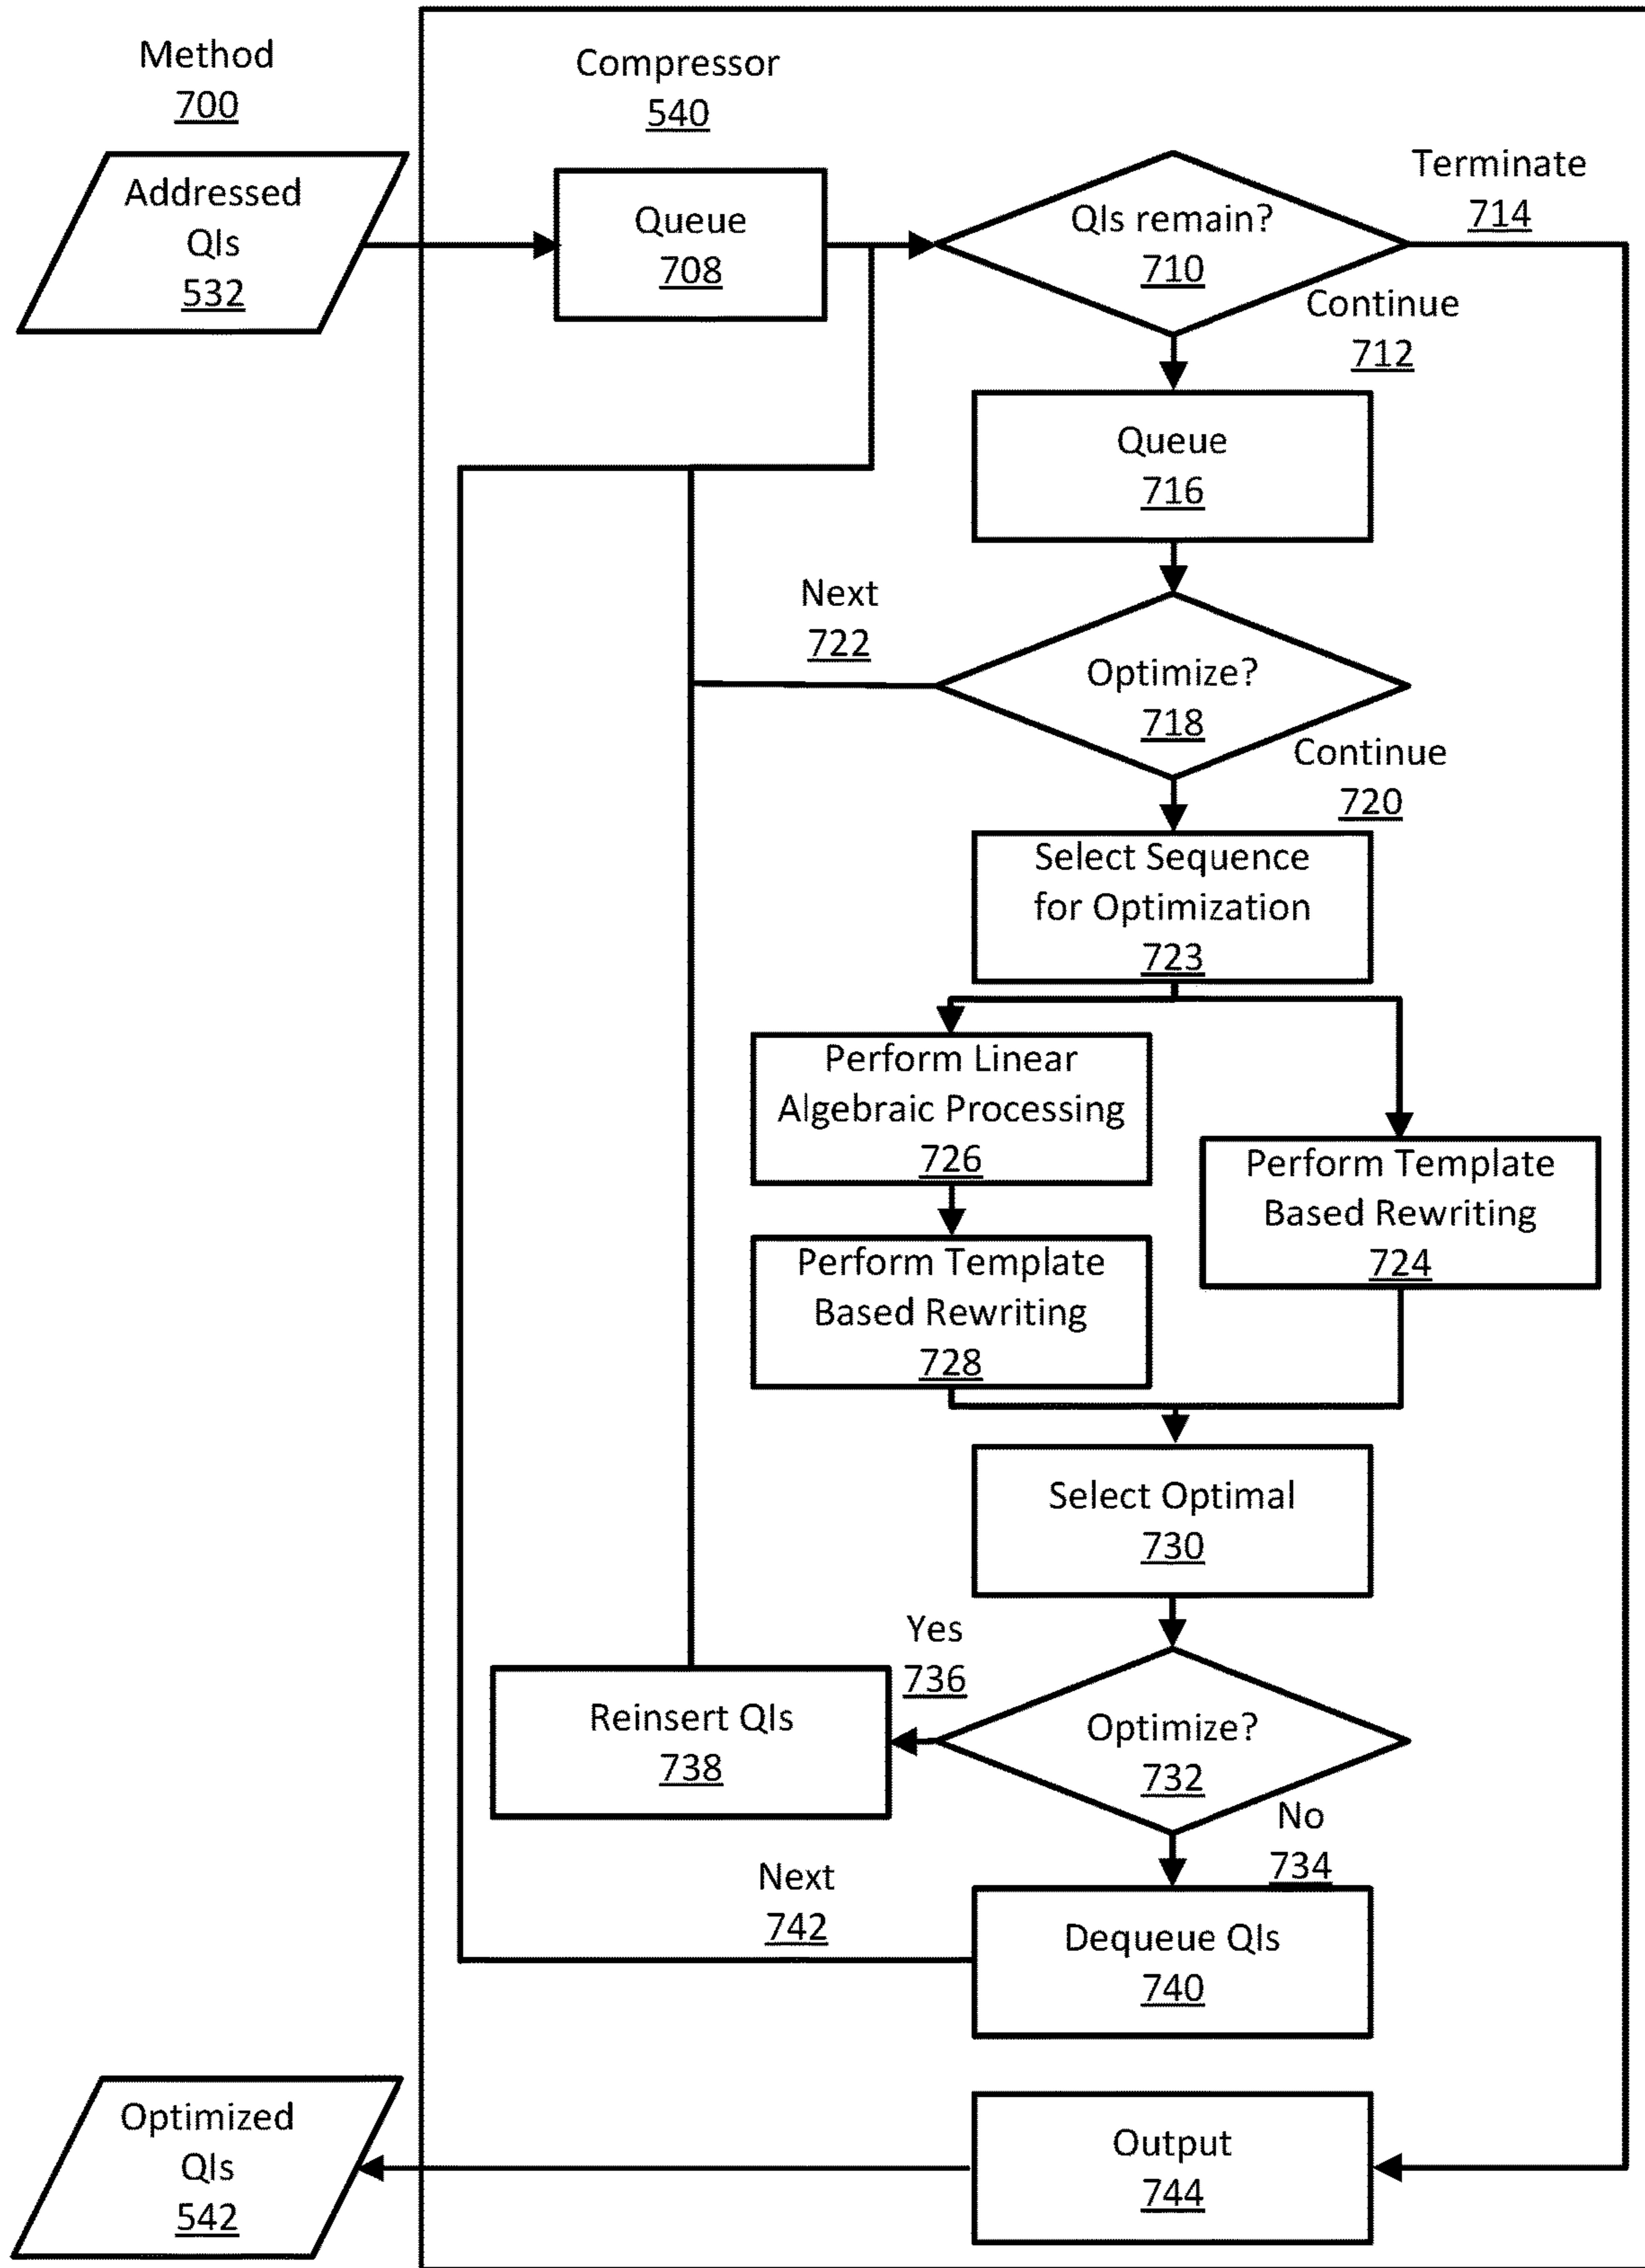 Method
700
Compressor
540
Addressed
QIs
532
Queue
708
QIs remain?
710
Terminate
714
Continue
712
Queue
716
Next
722
Optimize?
718
Continue
720
Select Sequence
for Optimization
723
Perform Linear
Algebraic Processing
726
Perform Template
Based Rewriting
724
Perform Template
Based Rewriting
728
Select Optimal
730
Yes
736
Reinsert QIs
738
Optimize?
732
No
734
Next
742
Dequeue QIs
740
Optimized
QIs
542
Output
744